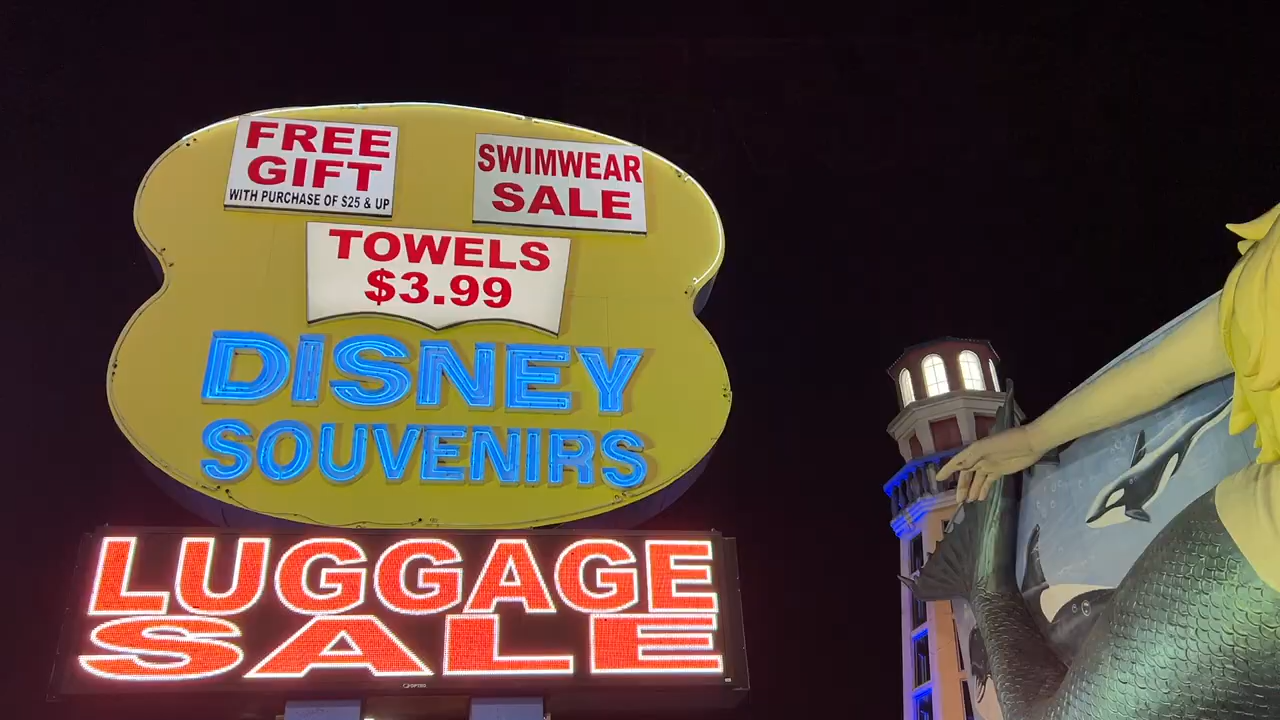 FREE
GIFT
WITH PURCHASE OF $25 & UP
SWIMWEAR
SALE
TOWELS
$3.99
DISNEY
SOUVENIRS
LUGGAGE
SALE